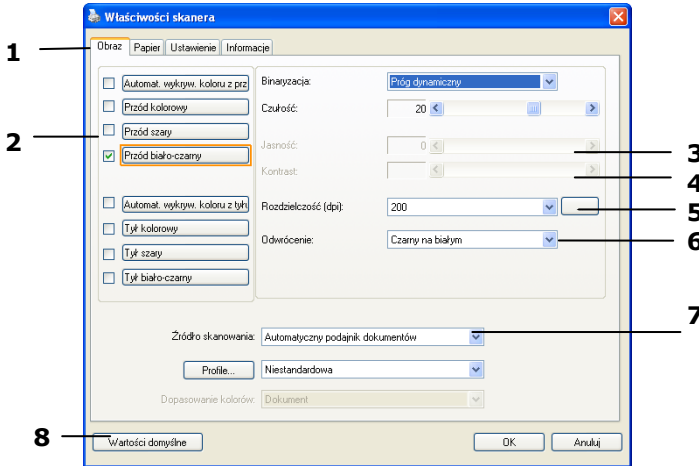 Właściwości skanera
1
Obraz Papier Ustawienie Informacje
2
Automat. wykryw. koloru z prz
Przód kolorowy
Przód szary
Przód biało-czarny
Automat. wykryw. koloru z tyłu
Tył kolorowy
Tył szary
Tył biało-czarny
Binaryzacja: Próg dynamiczny
Czułość: 20
Jasność: 0
3
Kontrast:
4
Rozdzielczość (dpi): 200
5
Odwrócenie: Czarny na białym
6
Źródło skanowania: Automatyczny podajnik dokumentów
7
Profile... Niestandardowa
Dopasowanie kolorów: Dokument
8
Wartości domyślne OK Anuluj